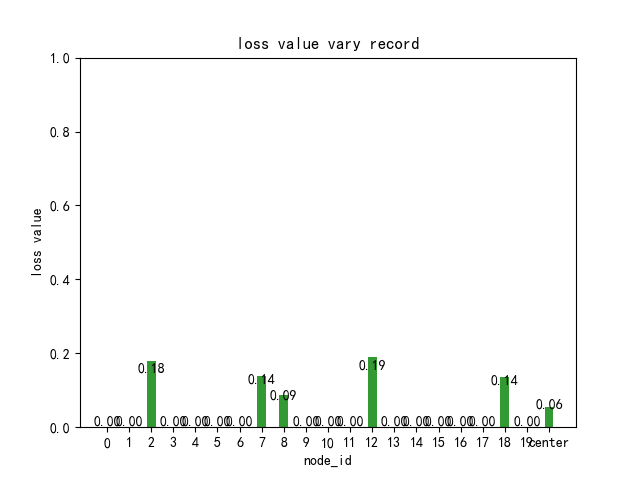 loss value vary record
1.0
0.8
0.6
0.4
0.2
0.0
loss value
0.00 0.00 0.18 0.00 0.00 0.00 0.00 0.14 0.09 0.00 0.00 0.00 0.19 0.00 0.00 0.00 0.00 0.00 0.14 0.00 0.06
0 1 2 3 4 5 6 7 8 9 10 11 12 13 14 15 16 17 18 19 center
node_id